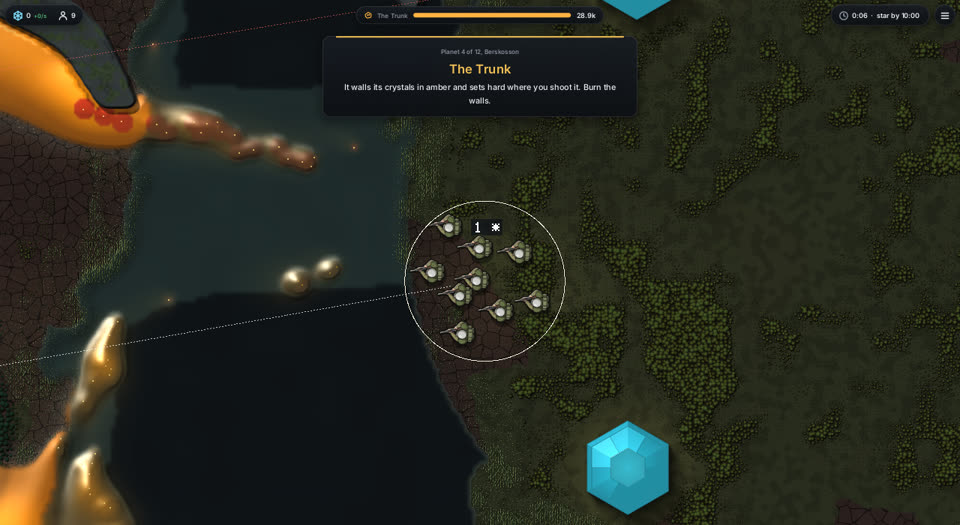 0 +0/s 9
The Trunk 28.9k
0:06 · star by 10:00
Planet 4 of 12, Berskosson
The Trunk
It walls its crystals in amber and sets hard where you shoot it. Burn the
walls.
1